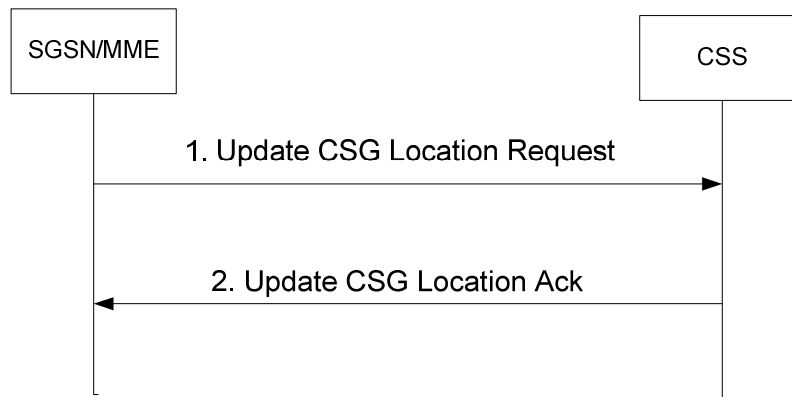 SGSN/MME
CSS
1. Update CSG Location Request
2. Update CSG Location Ack